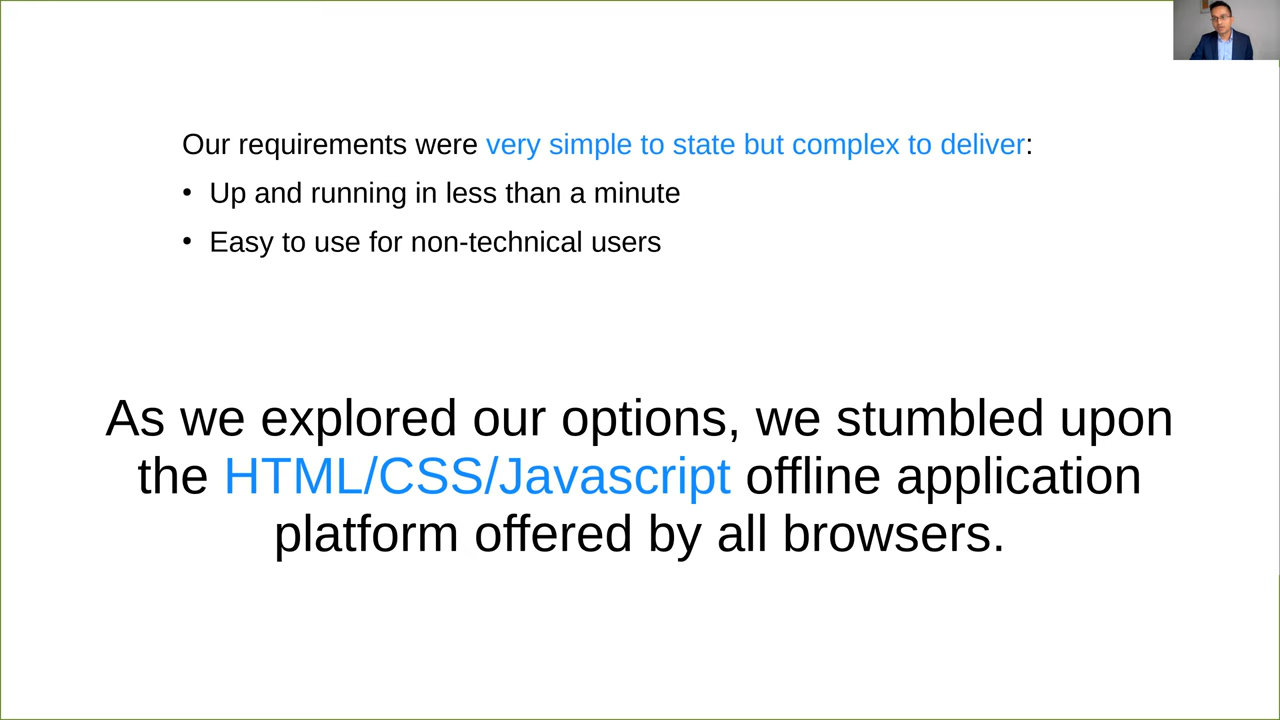 Our requirements were very simple to state but complex to deliver:
• Up and running in less than a minute
• Easy to use for non-technical users
As we explored our options, we stumbled upon
the HTML/CSS/Javascript offline application
platform offered by all browsers.